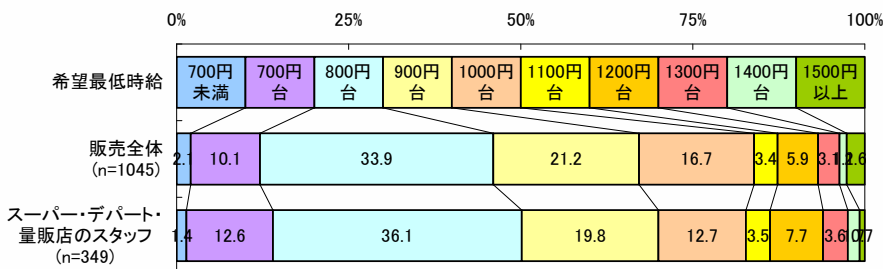 0% 25% 50% 75% 100%
希望最低時給
700円未満
700円台
800円台
900円台
1000円台
1100円台
1200円台
1300円台
1400円台
1500円以上
販売全体
(n=1045)
2.1 10.1 33.9 21.2 16.7 3.4 5.9 3.1 2.6
スーパー・デパート・
量販店のスタッフ
(n=349)
1.4 12.6 36.1 19.8 12.7 3.5 7.7 3.6 0.7